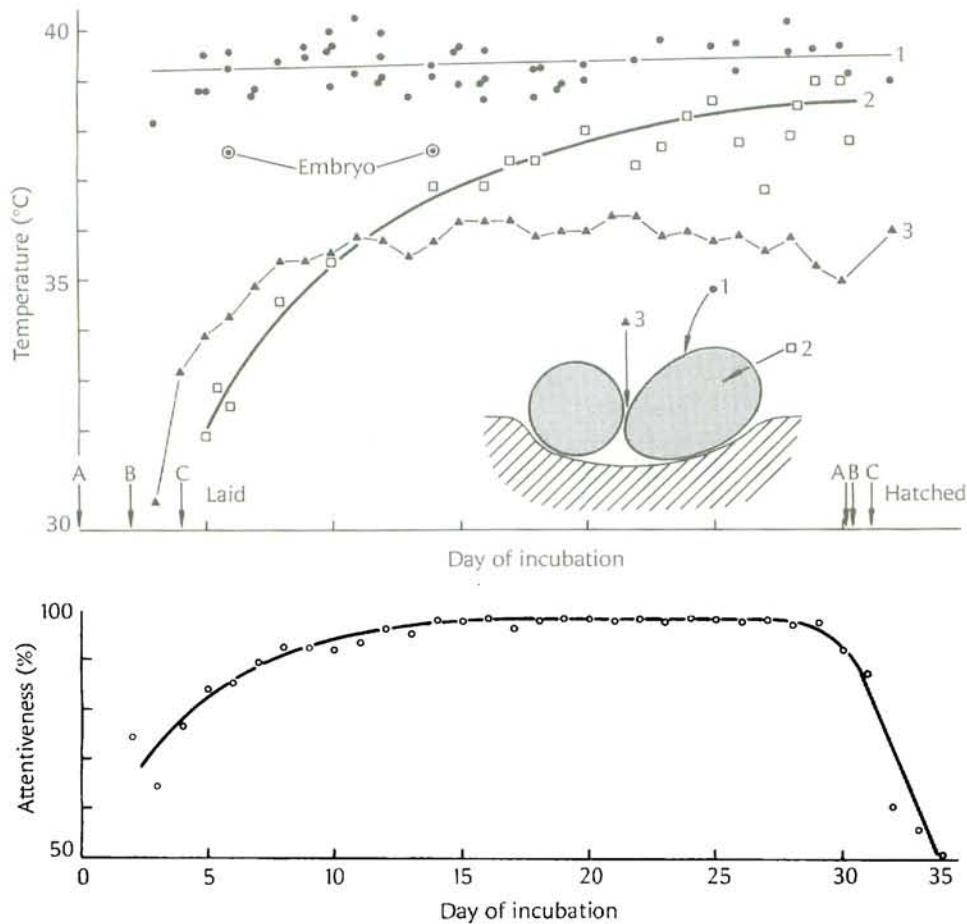 40
35
30
Temperature (°C)
1
2
3
Embryo
1
3
2
A B C Laid
A B C Hatched
Day of incubation
100
50
Attentiveness (%)
0 5 10 15 20 25 30 35
Day of incubation